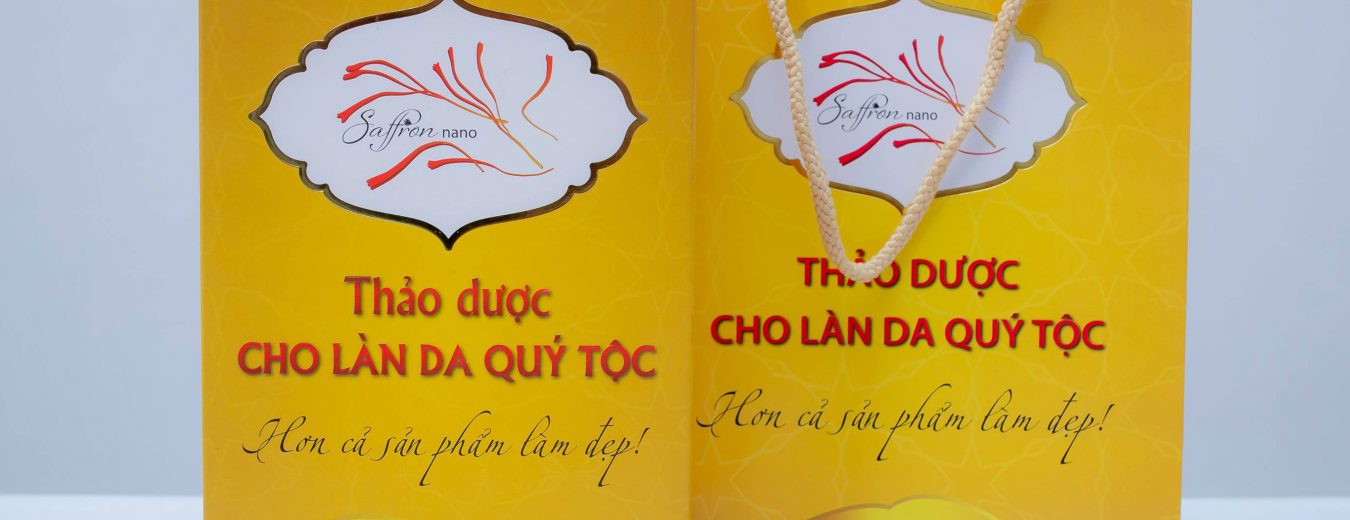 Saffron nano
Thảo dược
CHO LÀN DA QUÝ TỘC
Hơn cả sản phẩm làm đẹp!
Saffron nano
THẢO DƯỢC
CHO LÀN DA QUÝ TỘC
Hơn cả sản phẩm làm đẹp!